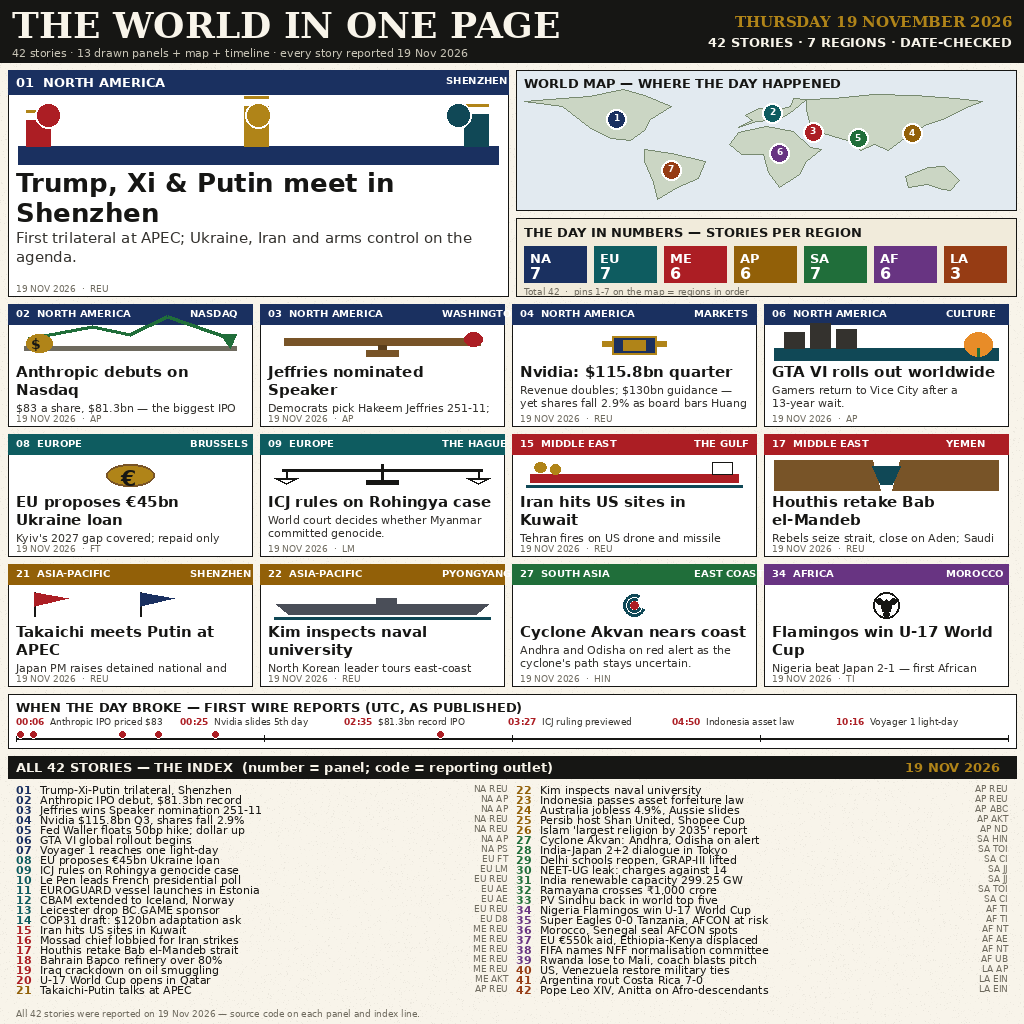 THE WORLD IN ONE PAGE
42 stories · 13 drawn panels + map + timeline · every story reported 19 Nov 2026
THURSDAY 19 NOVEMBER 2026
42 STORIES · 7 REGIONS · DATE-CHECKED
01 NORTH AMERICA SHENZHEN
Trump, Xi & Putin meet in
Shenzhen
First trilateral at APEC; Ukraine, Iran and arms control on the
agenda.
19 NOV 2026 · REU
WORLD MAP — WHERE THE DAY HAPPENED
1
2
3
4
5
6
7
THE DAY IN NUMBERS — STORIES PER REGION
NA EU ME AP SA AF LA
7 7 6 6 7 6 3
Total 42 · pins 1-7 on the map = regions in order
02 NORTH AMERICA NASDAQ
$
Anthropic debuts on
Nasdaq
$83 a share, $81.3bn — the biggest IPO
19 NOV 2026 · AP
03 NORTH AMERICA WASHINGT
Jeffries nominated
Speaker
Democrats pick Hakeem Jeffries 251-11;
19 NOV 2026 · AP
04 NORTH AMERICA MARKETS
Nvidia: $115.8bn quarter
Revenue doubles; $130bn guidance —
yet shares fall 2.9% as board bars Huang
19 NOV 2026 · REU
06 NORTH AMERICA CULTURE
GTA VI rolls out worldwide
Gamers return to Vice City after a
13-year wait.
19 NOV 2026 · AP
08 EUROPE BRUSSELS
€
EU proposes €45bn
Ukraine loan
Kyiv's 2027 gap covered; repaid only
19 NOV 2026 · FT
09 EUROPE THE HAGUE
ICJ rules on Rohingya case
World court decides whether Myanmar
committed genocide.
19 NOV 2026 · LM
15 MIDDLE EAST THE GULF
Iran hits US sites in
Kuwait
Tehran fires on US drone and missile
19 NOV 2026 · REU
17 MIDDLE EAST YEMEN
Houthis retake Bab
el-Mandeb
Rebels seize strait, close on Aden; Saudi
19 NOV 2026 · REU
21 ASIA-PACIFIC SHENZHEN
Takaichi meets Putin at
APEC
Japan PM raises detained national and
19 NOV 2026 · REU
22 ASIA-PACIFIC PYONGYANG
Kim inspects naval
university
North Korean leader tours east-coast
19 NOV 2026 · REU
27 SOUTH ASIA EAST COAS
Cyclone Akvan nears coast
Andhra and Odisha on red alert as the
cyclone's path stays uncertain.
19 NOV 2026 · HIN
34 AFRICA MOROCCO
Flamingos win U-17 World
Cup
Nigeria beat Japan 2-1 — first African
19 NOV 2026 · TI
WHEN THE DAY BROKE — FIRST WIRE REPORTS (UTC, AS PUBLISHED)
00:06 Anthropic IPO priced $83 00:25 Nvidia slides 5th day 02:35 $81.3bn record IPO 03:27 ICJ ruling previewed 04:50 Indonesia asset law 10:16 Voyager 1 light-day
ALL 42 STORIES — THE INDEX (number = panel; code = reporting outlet) 19 NOV 2026
01 Trump-Xi-Putin trilateral, Shenzhen NA REU
02 Anthropic IPO debut, $81.3bn record NA AP
03 Jeffries wins Speaker nomination 251-11 NA AP
04 Nvidia $115.8bn Q3, shares fall 2.9% NA REU
05 Fed Waller floats 50bp hike; dollar up NA REU
06 GTA VI global rollout begins NA AP
07 Voyager 1 reaches one light-day NA PS
08 EU proposes €45bn Ukraine loan EU FT
09 ICJ rules on Rohingya genocide case EU LM
10 Le Pen leads French presidential poll EU REU
11 EUROGUARD vessel launches in Estonia EU AE
12 CBAM extended to Iceland, Norway EU AE
13 Leicester drop BC.GAME sponsor EU REU
14 COP31 draft: $120bn adaptation ask EU D8
15 Iran hits US sites in Kuwait ME REU
16 Mossad chief lobbied for Iran strikes ME REU
17 Houthis retake Bab el-Mandeb strait ME REU
18 Bahrain Bapco refinery over 80% ME REU
19 Iraq crackdown on oil smuggling ME REU
20 U-17 World Cup opens in Qatar ME AKT
21 Takaichi-Putin talks at APEC AP REU
22 Kim inspects naval university AP REU
23 Indonesia passes asset forfeiture law AP REU
24 Australia jobless 4.9%, Aussie slides AP ABC
25 Persib host Shan United, Shopee Cup AP AKT
26 Islam 'largest religion by 2035' report AP ND
27 Cyclone Akvan: Andhra, Odisha on alert SA HIN
28 India-Japan 2+2 dialogue in Tokyo SA TOI
29 Delhi schools reopen, GRAP-III lifted SA CI
30 NEET-UG leak: charges against 14 SA JJ
31 India renewable capacity 299.25 GW SA JJ
32 Ramayana crosses ₹1,000 crore SA TOI
33 PV Sindhu back in world top five SA CI
34 Nigeria Flamingos win U-17 World Cup AF TI
35 Super Eagles 0-0 Tanzania, AFCON at risk AF TI
36 Morocco, Senegal seal AFCON spots AF NT
37 EU €550k aid, Ethiopia-Kenya displaced AF AE
38 FIFA names NFF normalisation committee AF NT
39 Rwanda lose to Mali, coach blasts pitch AF UB
40 US, Venezuela restore military ties LA AP
41 Argentina rout Costa Rica 7-0 LA EIN
42 Pope Leo XIV, Anitta on Afro-descendants LA EIN
All 42 stories were reported on 19 Nov 2026 — source code on each panel and index line.